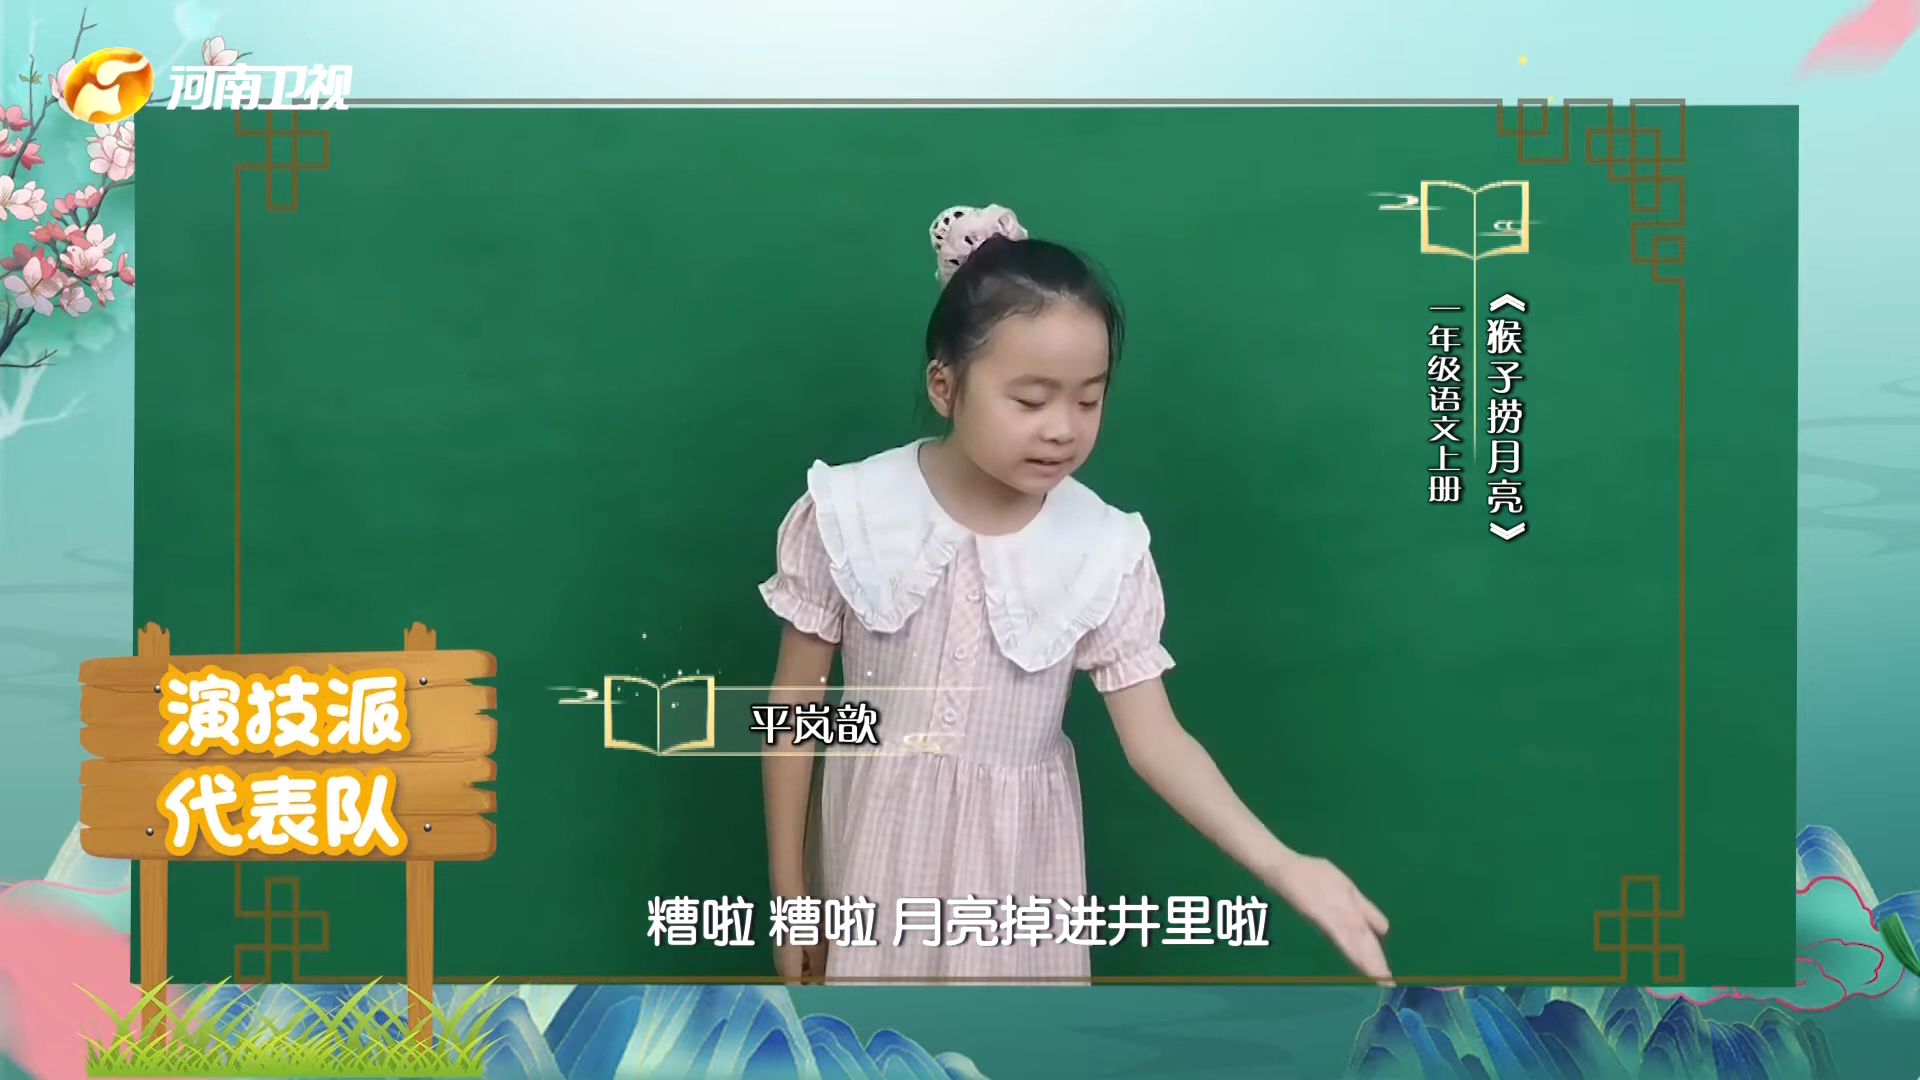 河南卫视
《猴子捞月亮》
一年级语文上册
平岚歆
演技派
代表队
糟啦 糟啦 月亮掉进井里啦